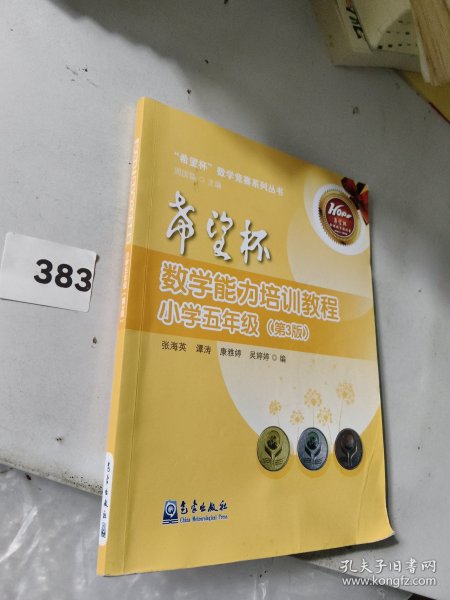 383
“希望杯”数学竞赛系列丛书
周国镇 ○ 主编
HOPE
希望杯
数学能力培训教程
小学五年级（第3版）
张海英 谭涛 康雅婷 吴婷婷 ○ 编
气象出版社
China Meteorological Press
孔夫子旧书网
www.kongfz.com